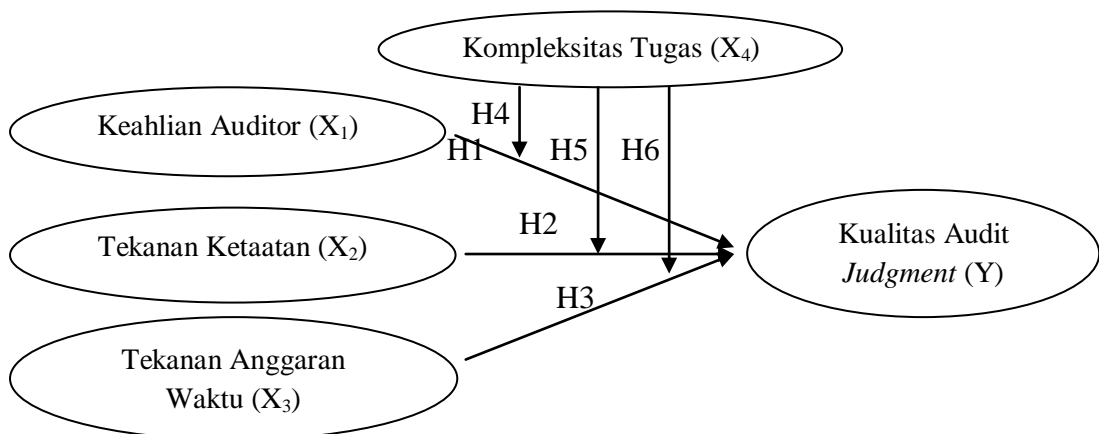 Kompleksitas Tugas (X₄)
H4
Keahlian Auditor (X₁)
H1
H5
H6
H2
Tekanan Ketaatan (X₂)
Kualitas Audit
Judgment (Y)
H3
Tekanan Anggaran
Waktu (X₃)